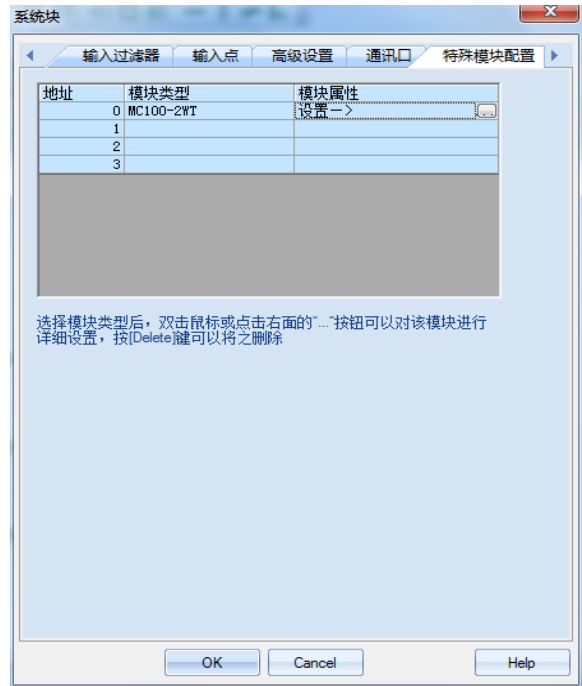 系统块
输入过滤器 输入点 高级设置 通讯口 特殊模块配置
地址 模块类型 模块属性
0 MC100-2WT 设置—> ...
1
2
3
选择模块类型后，双击鼠标或点击右面的"..."按钮可以对该模块进行
详细设置，按[Delete]键可以将之删除
OK Cancel Help